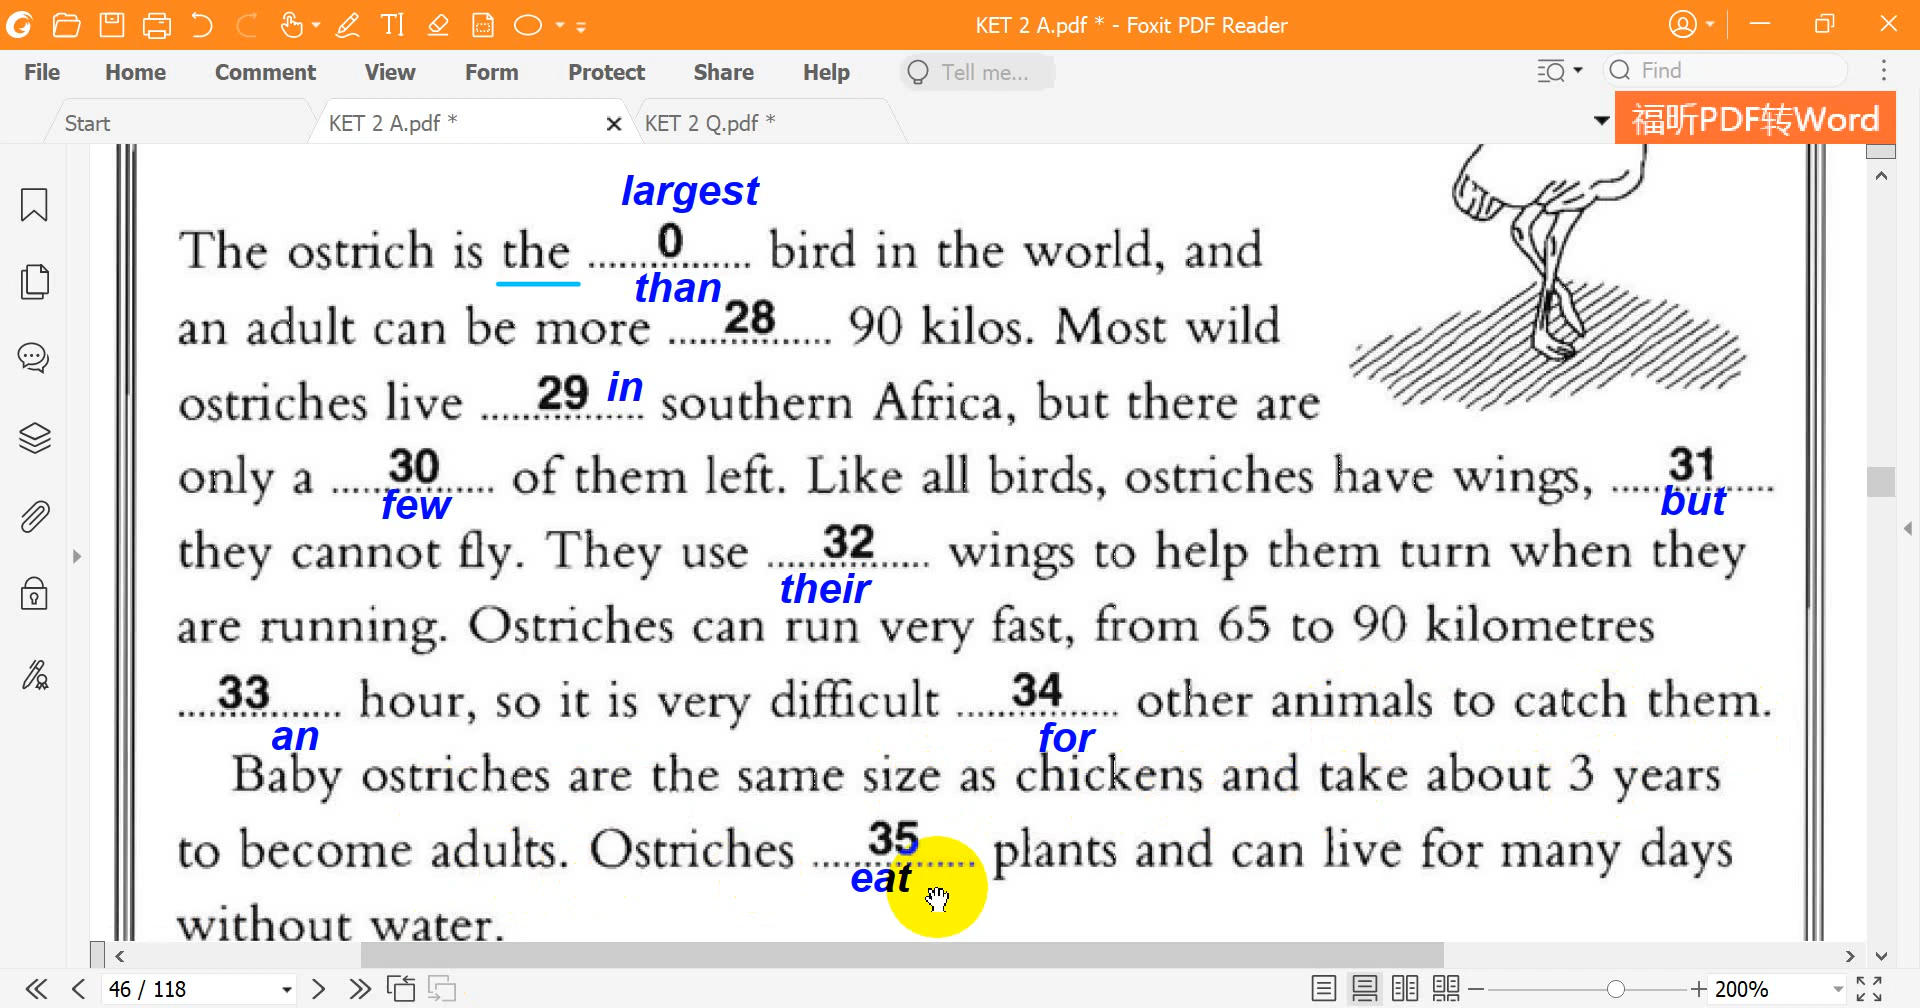 KET 2 A.pdf * - Foxit PDF Reader
File Home Comment View Form Protect Share Help Tell me... Find
Start KET 2 A.pdf * KET 2 Q.pdf * 福昕PDF转Word
largest
The ostrich is the ......0...... bird in the world, and
than
an adult can be more ......28...... 90 kilos. Most wild
ostriches live ......29 in...... southern Africa, but there are
only a ......30...... of them left. Like all birds, ostriches have wings, ......31......
few but
they cannot fly. They use ......32...... wings to help them turn when they
their
are running. Ostriches can run very fast, from 65 to 90 kilometres
......33...... hour, so it is very difficult ......34...... other animals to catch them.
an for
Baby ostriches are the same size as chickens and take about 3 years
to become adults. Ostriches ......35...... plants and can live for many days
eat
without water.
46 / 118 200%